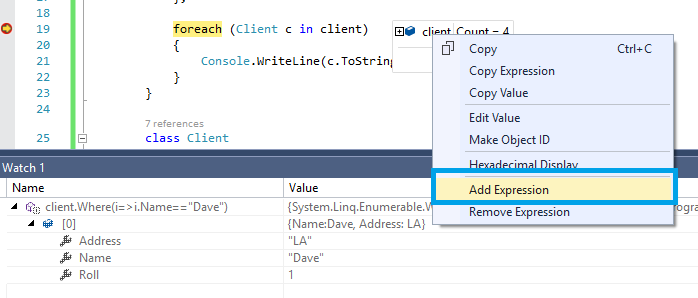 17
18
19 foreach (Client c in client)
client Count = 4
20 {
21 Console.WriteLine(c.ToString
22 }
23 }
24
7 references
25 class Client
Copy Ctrl+C
Copy Expression
Copy Value
Edit Value
Make Object ID
Hexadecimal Display
Add Expression
Remove Expression
Watch 1
Name Value
client.Where(i=>i.Name=="Dave") {System.Linq.Enumerable.W
[0] {Name:Dave, Address: LA}
Address "LA"
Name "Dave"
Roll 1